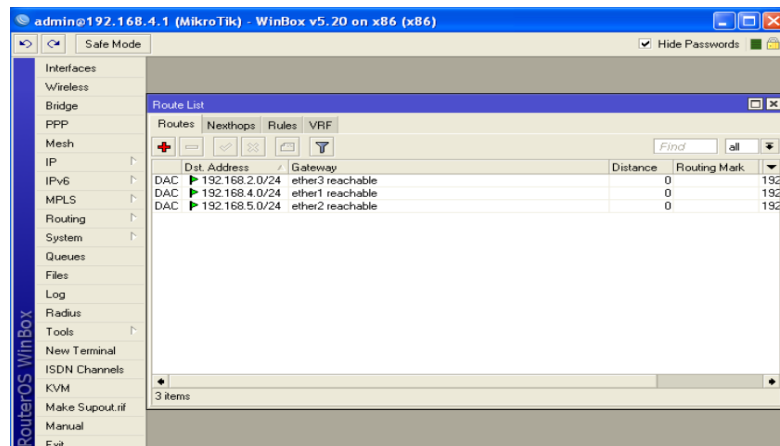 admin@192.168.4.1 (MikroTik) - WinBox v5.20 on x86 (x86)
Safe Mode
Hide Passwords
Interfaces
Wireless
Bridge
PPP
Mesh
IP
IPv6
MPLS
Routing
System
Queues
Files
Log
Radius
Tools
New Terminal
ISDN Channels
KVM
Make Supout.rif
Manual
Exit
RouterOS WinBox
Route List
Routes Nexthops Rules VRF
Find all
Dst. Address Gateway Distance Routing Mark
DAC 192.168.2.0/24 ether3 reachable 0 192
DAC 192.168.4.0/24 ether1 reachable 0 192
DAC 192.168.5.0/24 ether2 reachable 0 192
3 items